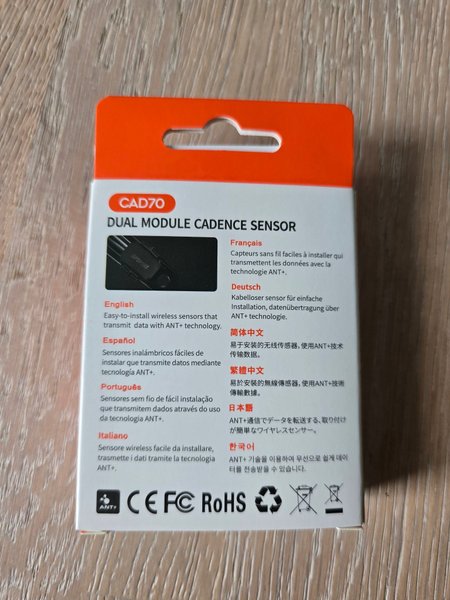 CAD70
DUAL MODULE CADENCE SENSOR
English
Easy-to-install wireless sensors that
transmit data with ANT+ technology.
Español
Sensores inalámbricos fáciles de
instalar que transmite datos mediante
tecnología ANT+.
Português
Sensores sem fio de fácil instalação
que transmitem dados através do uso
da tecnologia ANT+.
Italiano
Sensore wireless facile da installare,
trasmette i dati tramite la tecnologia
ANT+.
Français
Capteurs sans fil faciles à installer qui
transmettent les données avec la
technologie ANT+.
Deutsch
Kabelloser sensor für einfache
Installation, datenübertragung über
ANT+ technologie.
简体中文
易于安装的无线传感器, 使用ANT+技术
传输数据。
繁體中文
易於安裝的無線傳感器, 使用ANT+技術
傳輸數據。
日本語
ANT+通信でデータを転送する、取り付け
が簡単なワイヤレスセンサー。
한국어
ANT+ 기술을 이용하여 무선으로 쉽게 데이
터를 전송받을 수 있습니다.
ANT+
CE FC RoHS